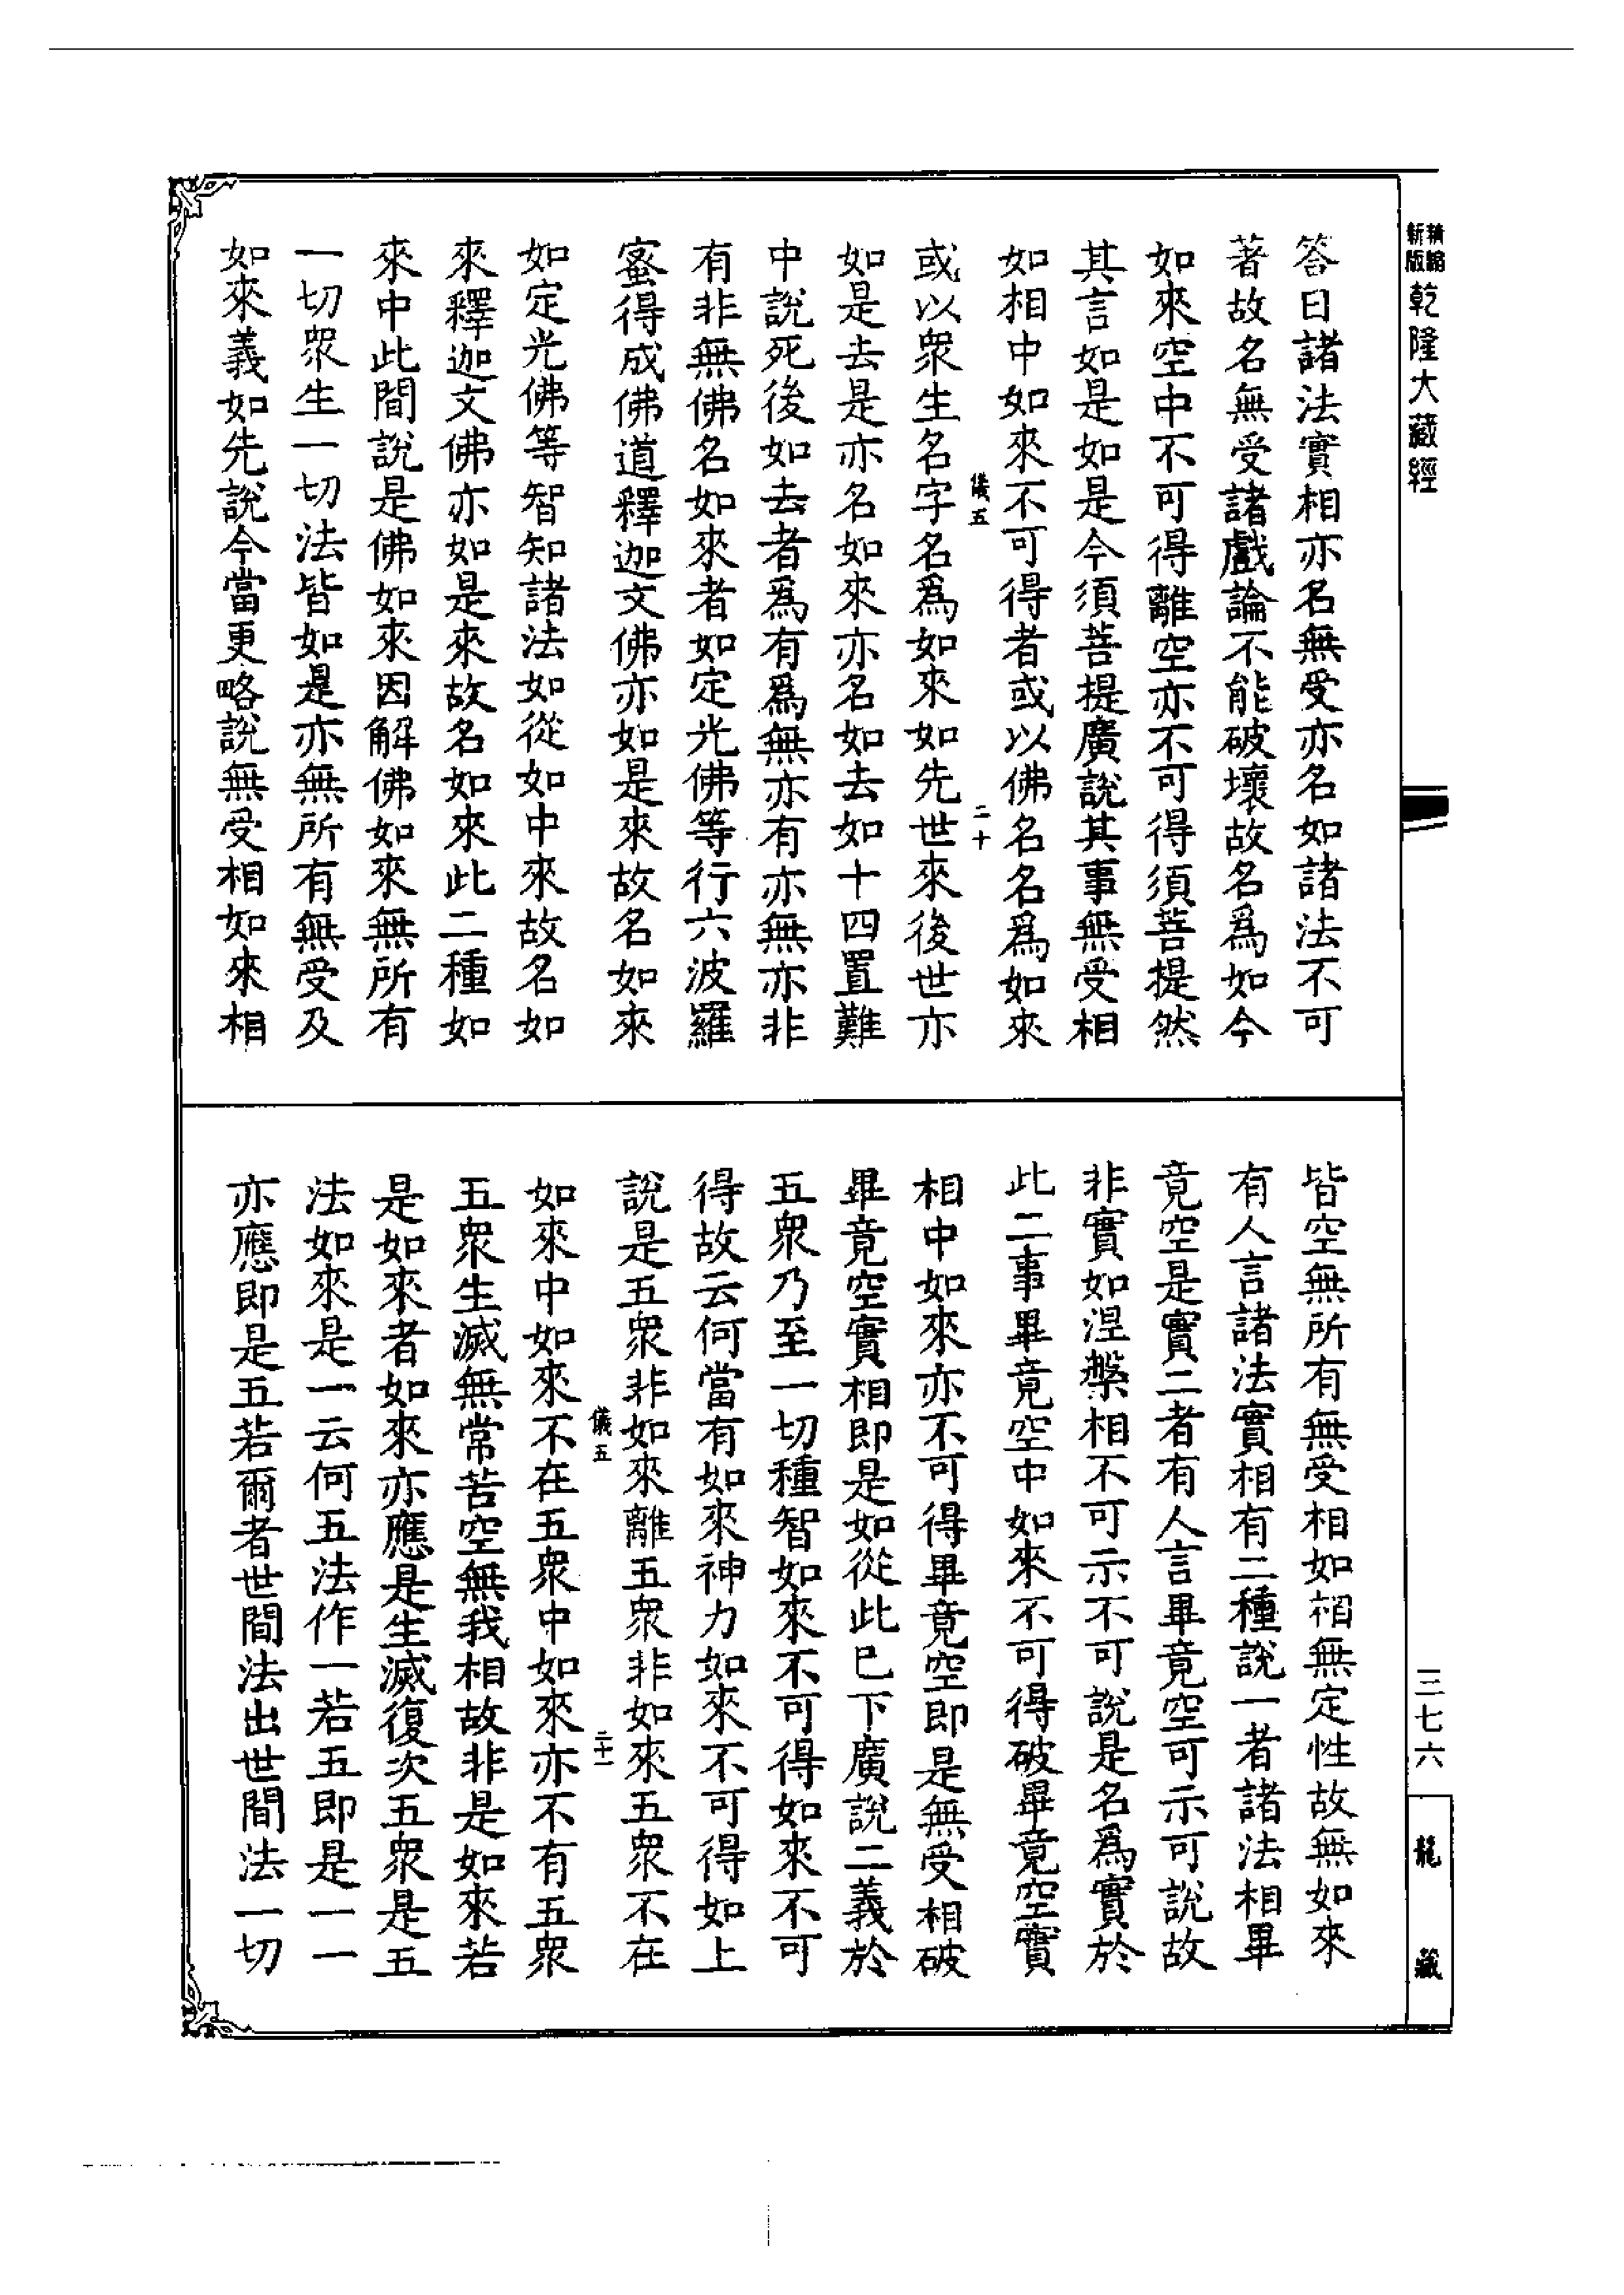 新版精縮乾隆大藏經
三七六
龍藏
答曰諸法實相亦名無受亦名如諸法不可
著故名無受諸戲論不能破壞故名爲如今
如來空中不可得離空亦不可得須菩提然
其言如是如是今須菩提廣說其事無受相
如相中如來不可得者或以佛名名爲如來
或以衆生名字名爲如來如先世來後世亦
儀五
二十
如是去是亦名如來亦名如去如十四置難
中說死後如去者爲有爲無亦有亦無亦非
有非無佛名如來者如定光佛等行六波羅
蜜得成佛道釋迦文佛亦如是來故名如來
如定光佛等智知諸法如從如中來故名如
來釋迦文佛亦如是來故名如來此二種如
來中此間說是佛如來因解佛如來無所有
一切衆生一切法皆如是亦無所有無受及
如來義如先說今當更略說無受相如來相
皆空無所有無受相如相無定性故無如來
有人言諸法實相有二種說一者諸法相畢
竟空是實二者有人言畢竟空可示可說故
非實如涅槃相不可示不可說是名爲實於
此二事畢竟空中如來不可得破畢竟空實
相中如來亦不可得畢竟空即是無受相破
畢竟空實相即是如從此已下廣說二義於
五衆乃至一切種智如來不可得如來不可
得故云何當有如來神力如來不可得如上
說是五衆非如來離五衆非如來五衆不在
儀五
二十一
如來中如來不在五衆中如來亦不有五衆
五衆生滅無常苦空無我相故非是如來若
是如來者如來亦應是生滅復次五衆是五
法如來是一云何五法作一若五即是一一
亦應即是五若爾者世間法出世間法一切